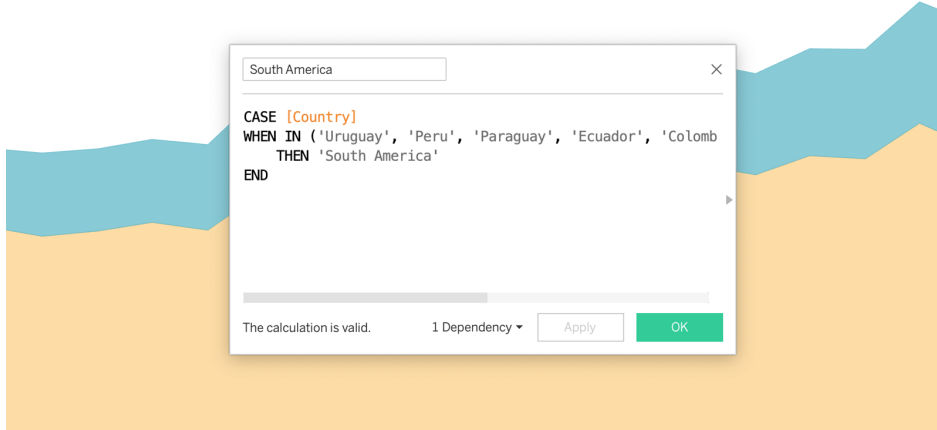 South America
CASE [Country]
WHEN IN ('Uruguay', 'Peru', 'Paraguay', 'Ecuador', 'Colomb
THEN 'South America'
END
The calculation is valid.
1 Dependency
Apply
OK